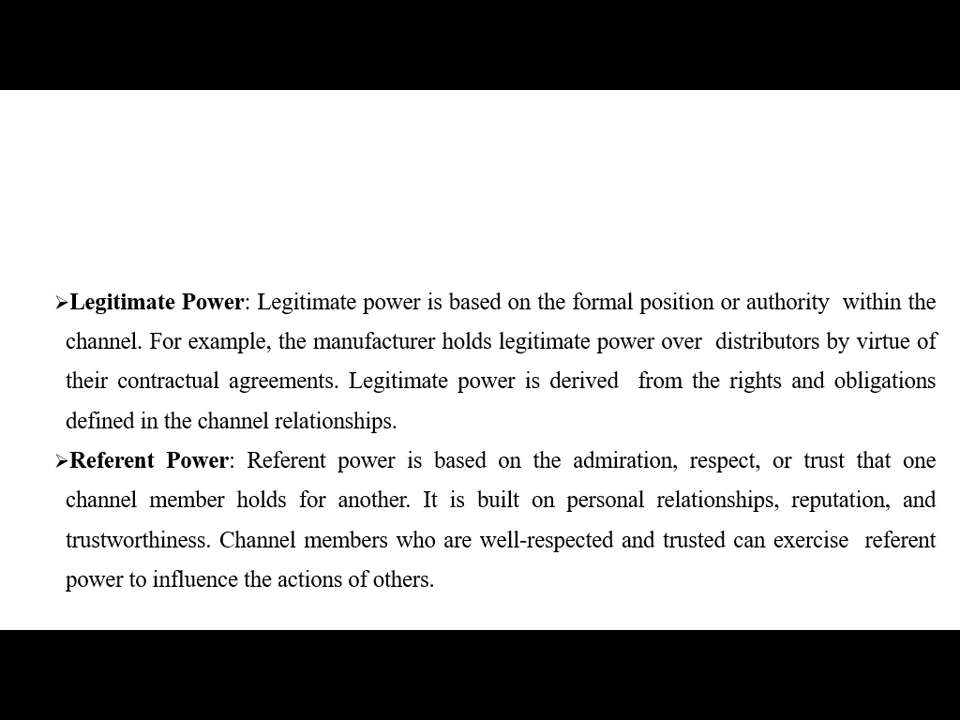 ➢Legitimate Power: Legitimate power is based on the formal position or authority within the
channel. For example, the manufacturer holds legitimate power over distributors by virtue of
their contractual agreements. Legitimate power is derived from the rights and obligations
defined in the channel relationships.
➢Referent Power: Referent power is based on the admiration, respect, or trust that one
channel member holds for another. It is built on personal relationships, reputation, and
trustworthiness. Channel members who are well-respected and trusted can exercise referent
power to influence the actions of others.